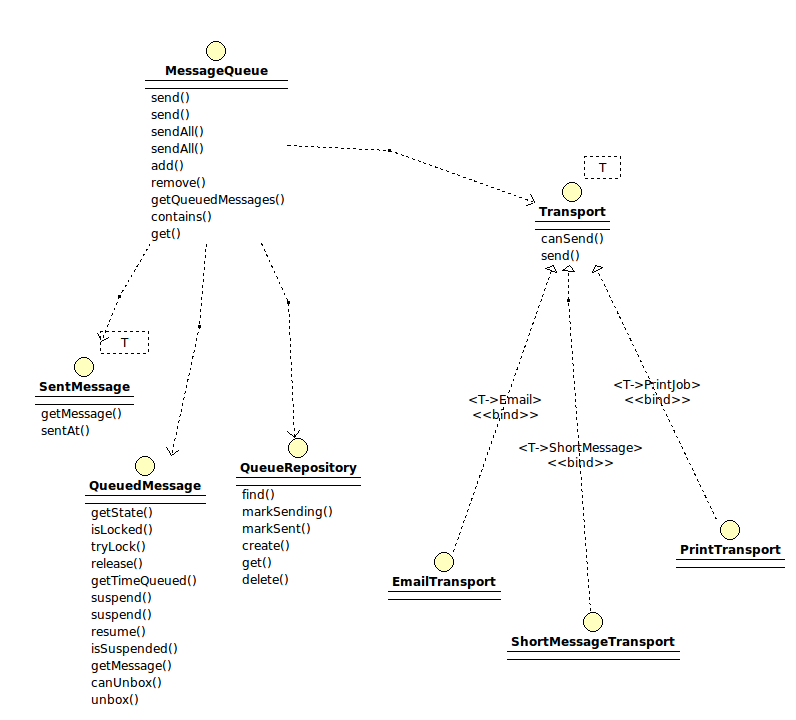 MessageQueue
send()
send()
sendAll()
sendAll()
add()
remove()
getQueuedMessages()
contains()
get()
T
Transport
canSend()
send()
T
SentMessage
getMessage()
sentAt()
QueuedMessage
getState()
isLocked()
tryLock()
release()
getTimeQueued()
suspend()
suspend()
resume()
isSuspended()
getMessage()
canUnbox()
unbox()
QueueRepository
find()
markSending()
markSent()
create()
get()
delete()
<T->Email>
<<bind>>
<T->ShortMessage>
<<bind>>
<T->PrintJob>
<<bind>>
EmailTransport
ShortMessageTransport
PrintTransport